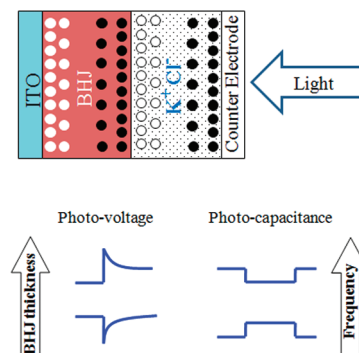 ITO
BHJ
K+Cl-
Counter Electrode
Light
Photo-voltage
Photo-capacitance
BHJ thickness
Frequency